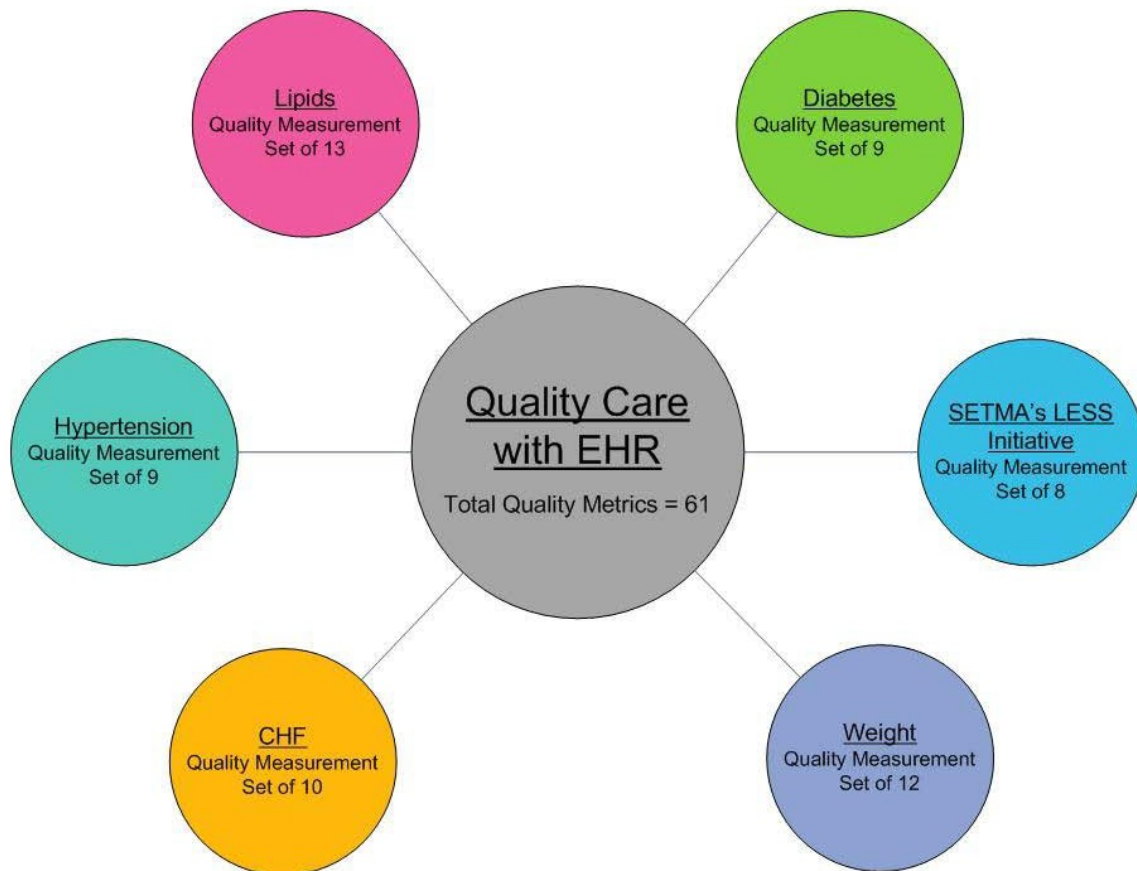 Lipids
Quality Measurement
Set of 13
Diabetes
Quality Measurement
Set of 9
Hypertension
Quality Measurement
Set of 9
Quality Care
with EHR
Total Quality Metrics = 61
SETMA's LESS
Initiative
Quality Measurement
Set of 8
CHF
Quality Measurement
Set of 10
Weight
Quality Measurement
Set of 12